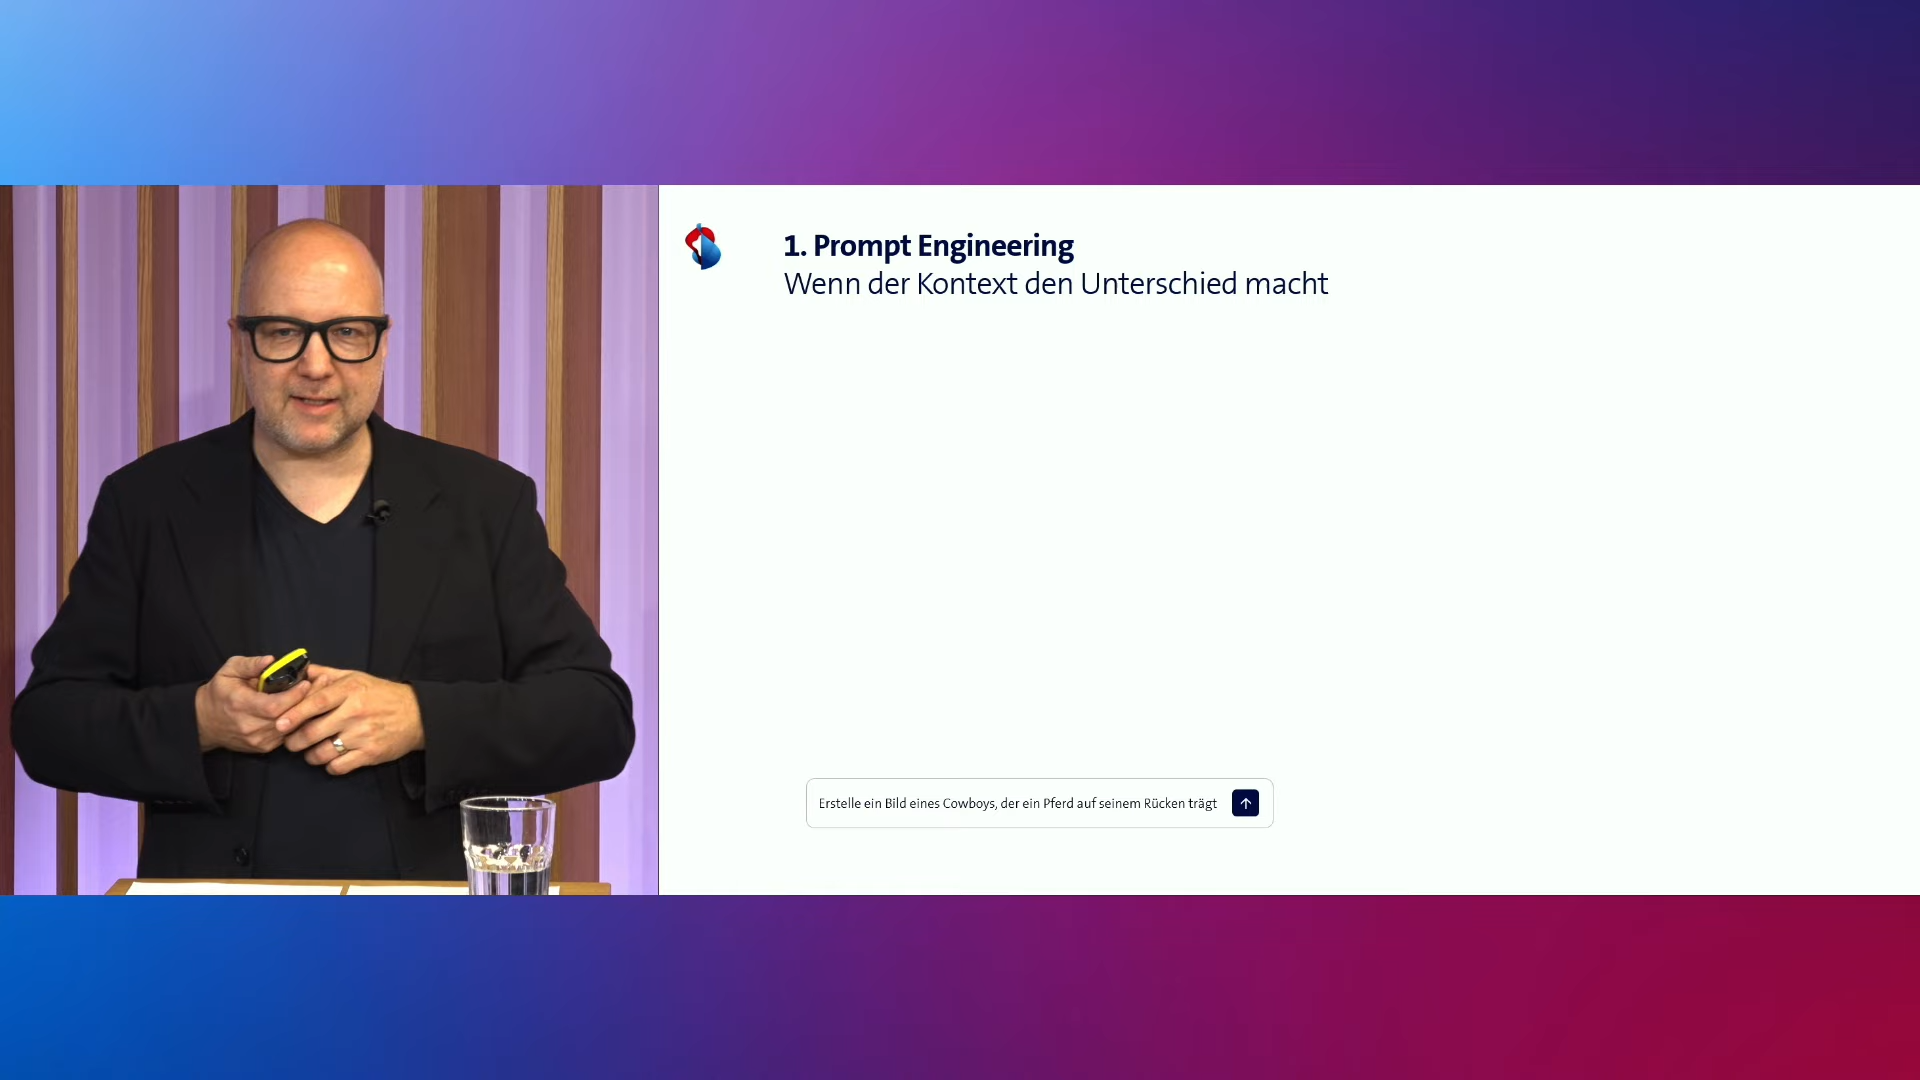 1. Prompt Engineering
Wenn der Kontext den Unterschied macht
Erstelle ein Bild eines Cowboys, der ein Pferd auf seinem Rücken trägt